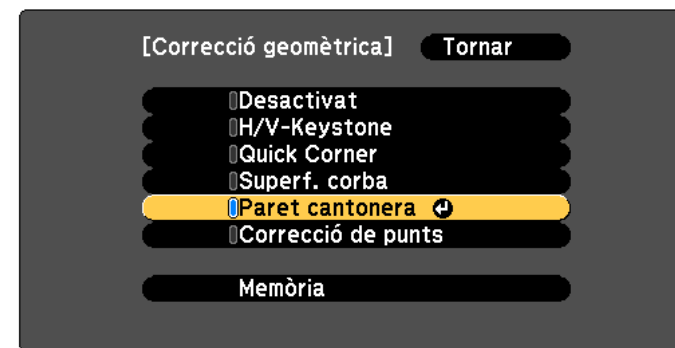 [Correcció geomètrica] Tornar
Desactivat
H/V-Keystone
Quick Corner
Superf. corba
Paret cantonera
Correcció de punts
Memòria